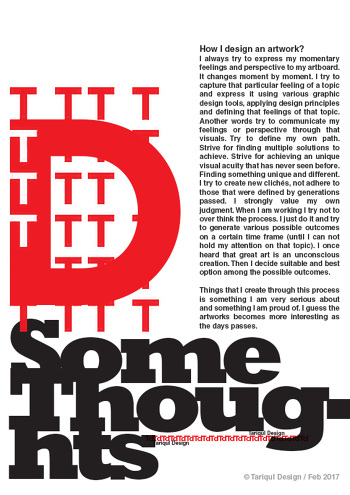 How I design an artwork?
I always try to express my momentary
feelings and perspective to my artboard.
It changes moment by moment. I try to
capture that particular feeling of a topic
and express it using various graphic
design tools, applying design principles
and defining that feelings of that topic.
Another words try to communicate my
feelings or perspective through that
visuals. Try to define my own path.
Strive for finding multiple solutions to
achieve. Strive for achieving an unique
visual acuity that has never seen before.
Finding something unique and different.
I try to create new clichés, not adhere to
those that were defined by generations
passed. I strongly value my own
judgment. When I am working I try not to
over think the process. I just do it and try
to generate various possible outcomes
on a certain time frame (until I can not
hold my attention on that topic). I once
heard that great art is an unconscious
creation. Then I decide suitable and best
option among the possible outcomes.
Things that I create through this process
is something I am very serious about
and something I am proud of. I guess the
artworks becomes more interesting as
the days passes.
T T T T
D
Some
Thoug-
hts
Tariqul Design
Tariqul Design
© Tariqul Design / Feb 2017